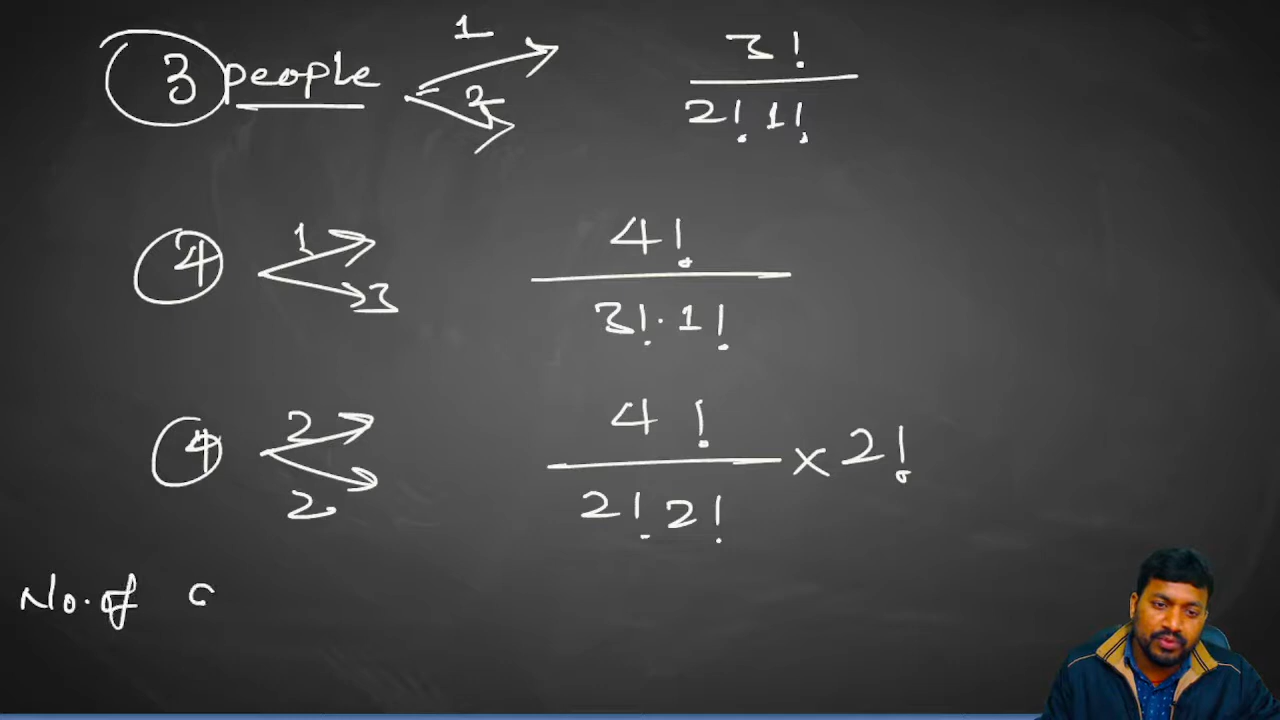 3 people 1 2 3! / 2! 1!
4 1 3 4! / 3! · 1!
4 2 2 4! / 2! 2! × 2!
No. of